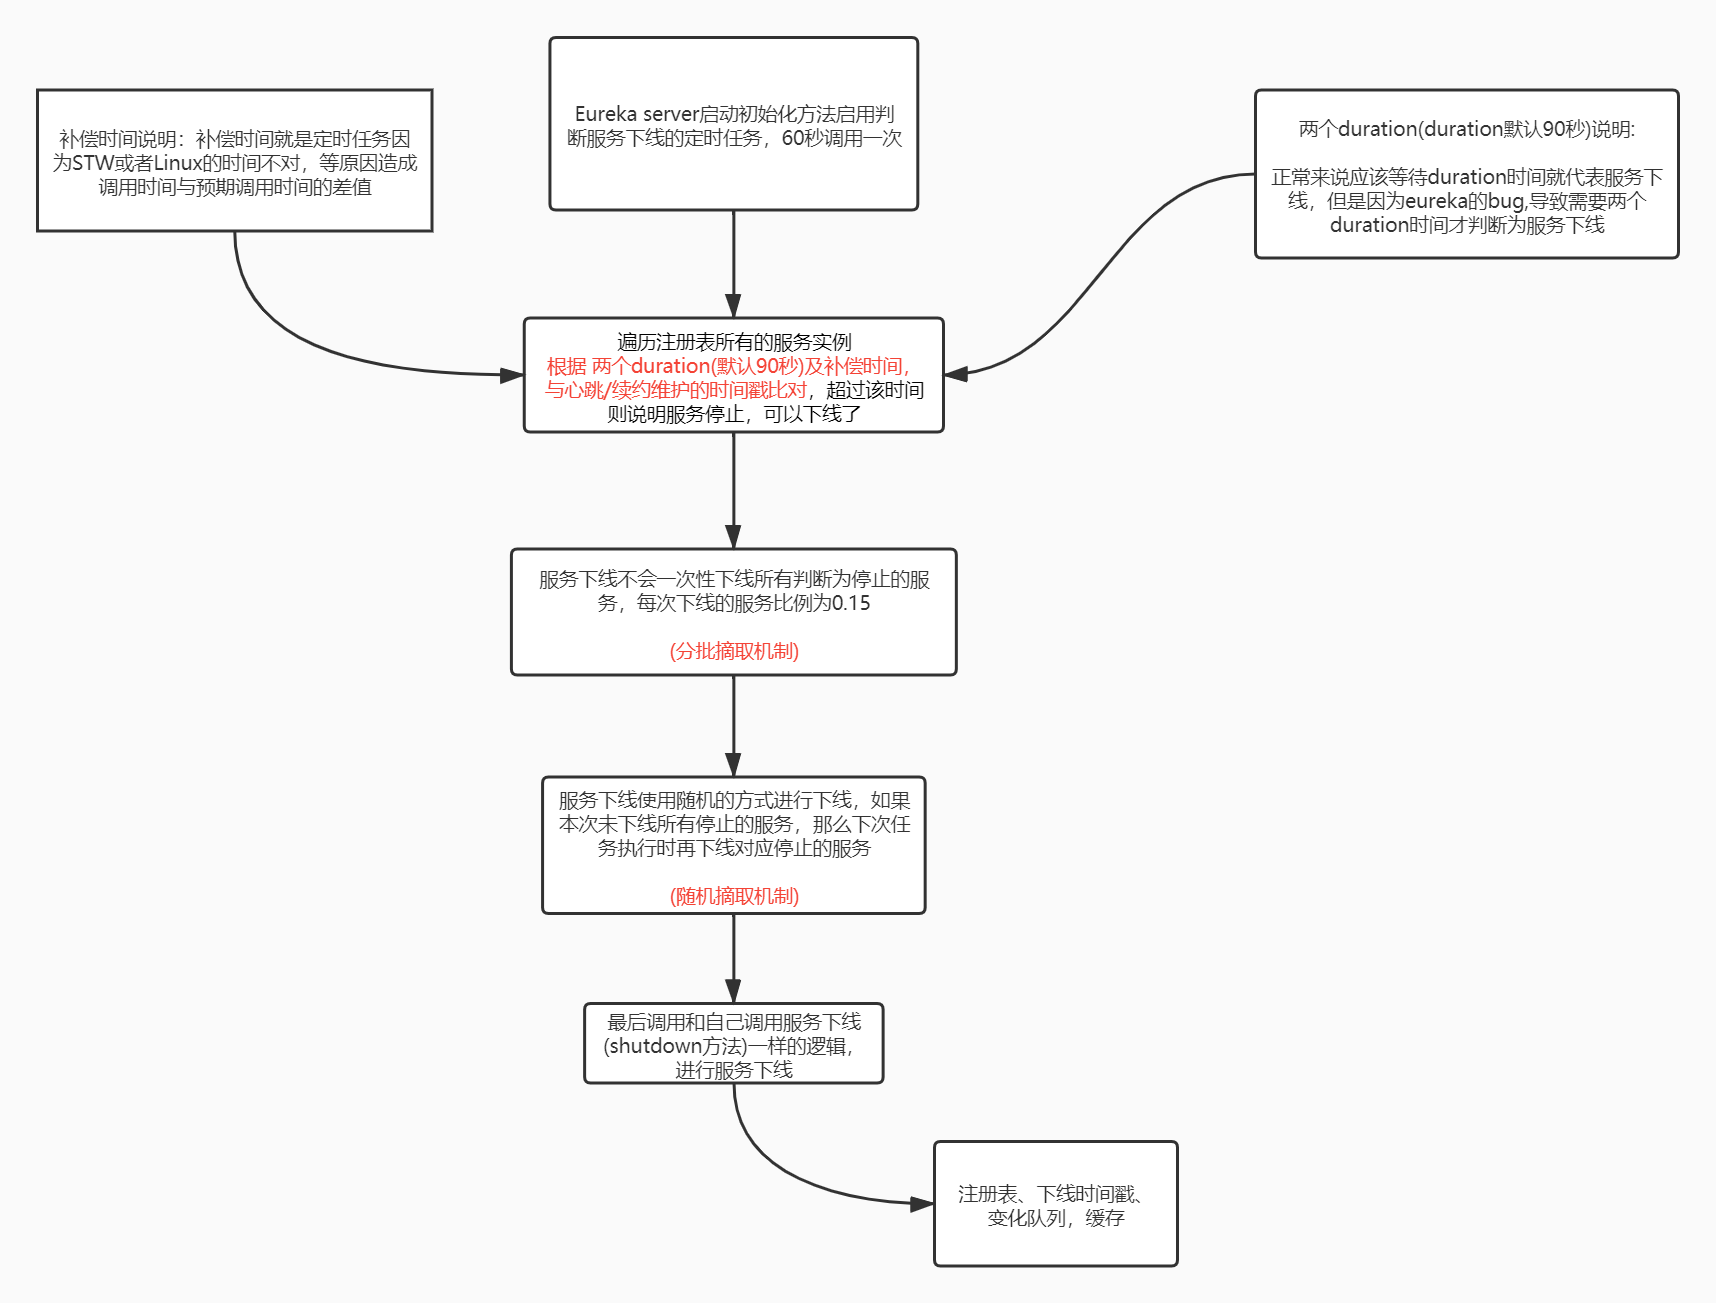 补偿时间说明：补偿时间就是定时任务因
为STW或者Linux的时间不对，等原因造成
调用时间与预期调用时间的差值
Eureka server启动初始化方法启用判
断服务下线的定时任务，60秒调用一次
两个duration(duration默认90秒)说明:
正常来说应该等待duration时间就代表服务下
线，但是因为eureka的bug,导致需要两个
duration时间才判断为服务下线
遍历注册表所有的服务实例
根据 两个duration(默认90秒)及补偿时间，
与心跳/续约维护的时间戳比对，超过该时间
则说明服务停止，可以下线了
服务下线不会一次性下线所有判断为停止的服
务，每次下线的服务比例为0.15
(分批摘取机制)
服务下线使用随机的方式进行下线，如果
本次未下线所有停止的服务，那么下次任
务执行时再下线对应停止的服务
(随机摘取机制)
最后调用和自己调用服务下线
(shutdown方法)一样的逻辑，
进行服务下线
注册表、下线时间戳、
变化队列，缓存